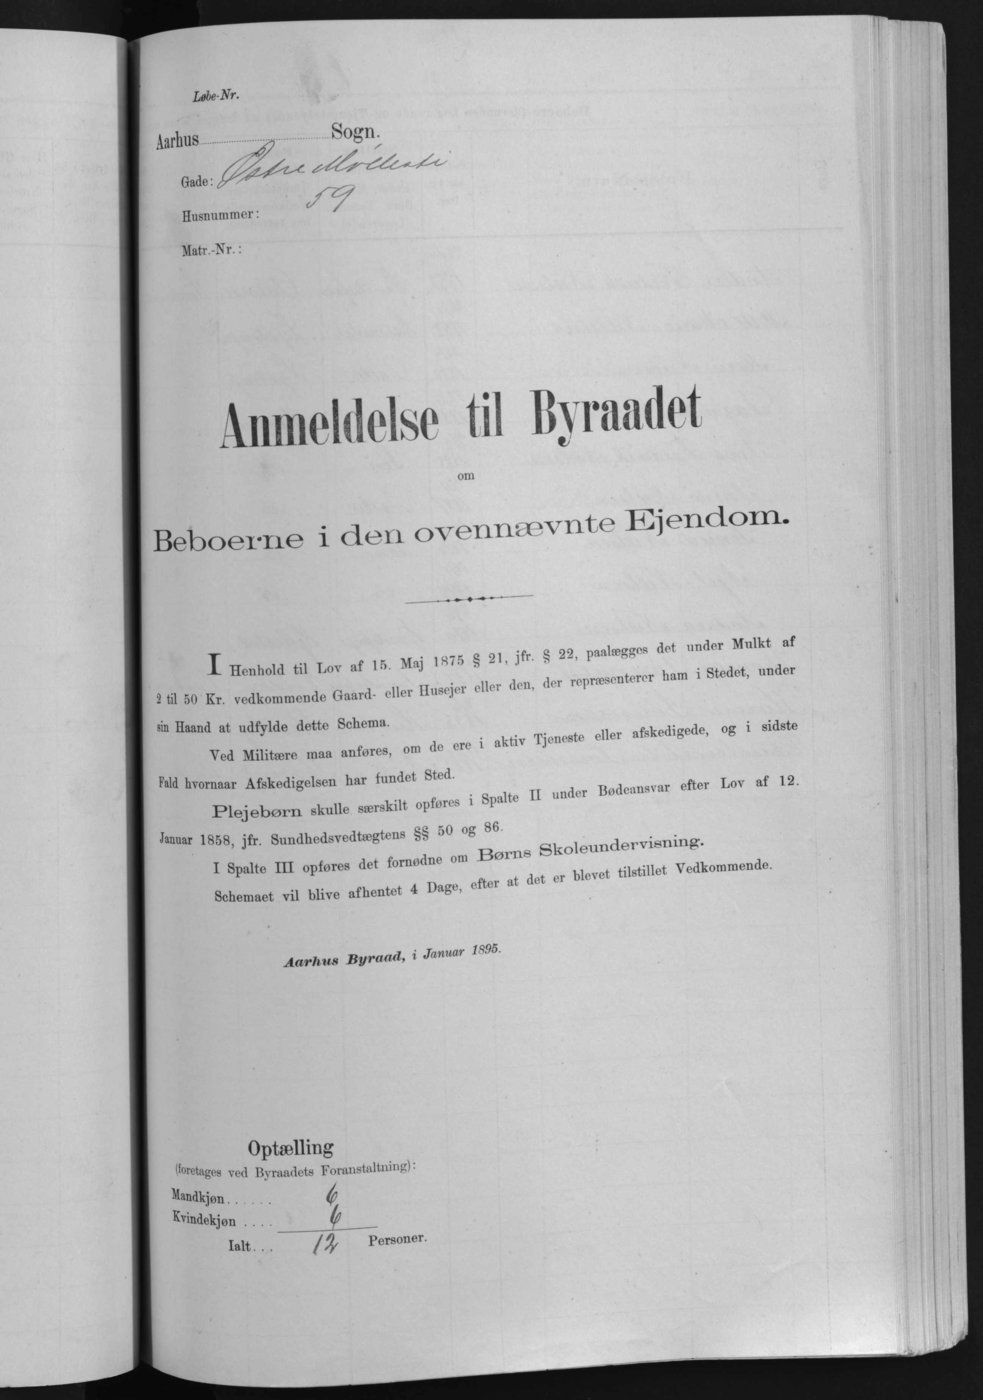 Løbe-Nr.
Aarhus Sogn.
Gade: Østre Møllesti
Husnummer: 59
Matr.-Nr.:
Anmeldelse til Byraadet
om
Beboerne i den ovennævnte Ejendom.
I Henhold til Lov af 15. Maj 1875 § 21, jfr. § 22, paalægges det under Mulkt af
2 til 50 Kr. vedkommende Gaard- eller Husejer eller den, der repræsenterer ham i Stedet, under
sin Haand at udfylde dette Schema.
Ved Militære maa anføres, om de ere i aktiv Tjeneste eller afskedigede, og i sidste
Fald hvornaar Afskedigelsen har fundet Sted.
Plejebørn skulle særskilt opføres i Spalte II under Bødeansvar efter Lov af 12.
Januar 1858, jfr. Sundhedsvedtægtens §§ 50 og 86.
I Spalte III opføres det fornødne om Børns Skoleundervisning.
Schemaet vil blive afhentet 4 Dage, efter at det er blevet tilstillet Vedkommende.
Aarhus Byraad, i Januar 1895.
Optælling
(foretages ved Byraadets Foranstaltning):
Mandkjøn...... 6
Kvindekjøn .... 6
Ialt... 12 Personer.